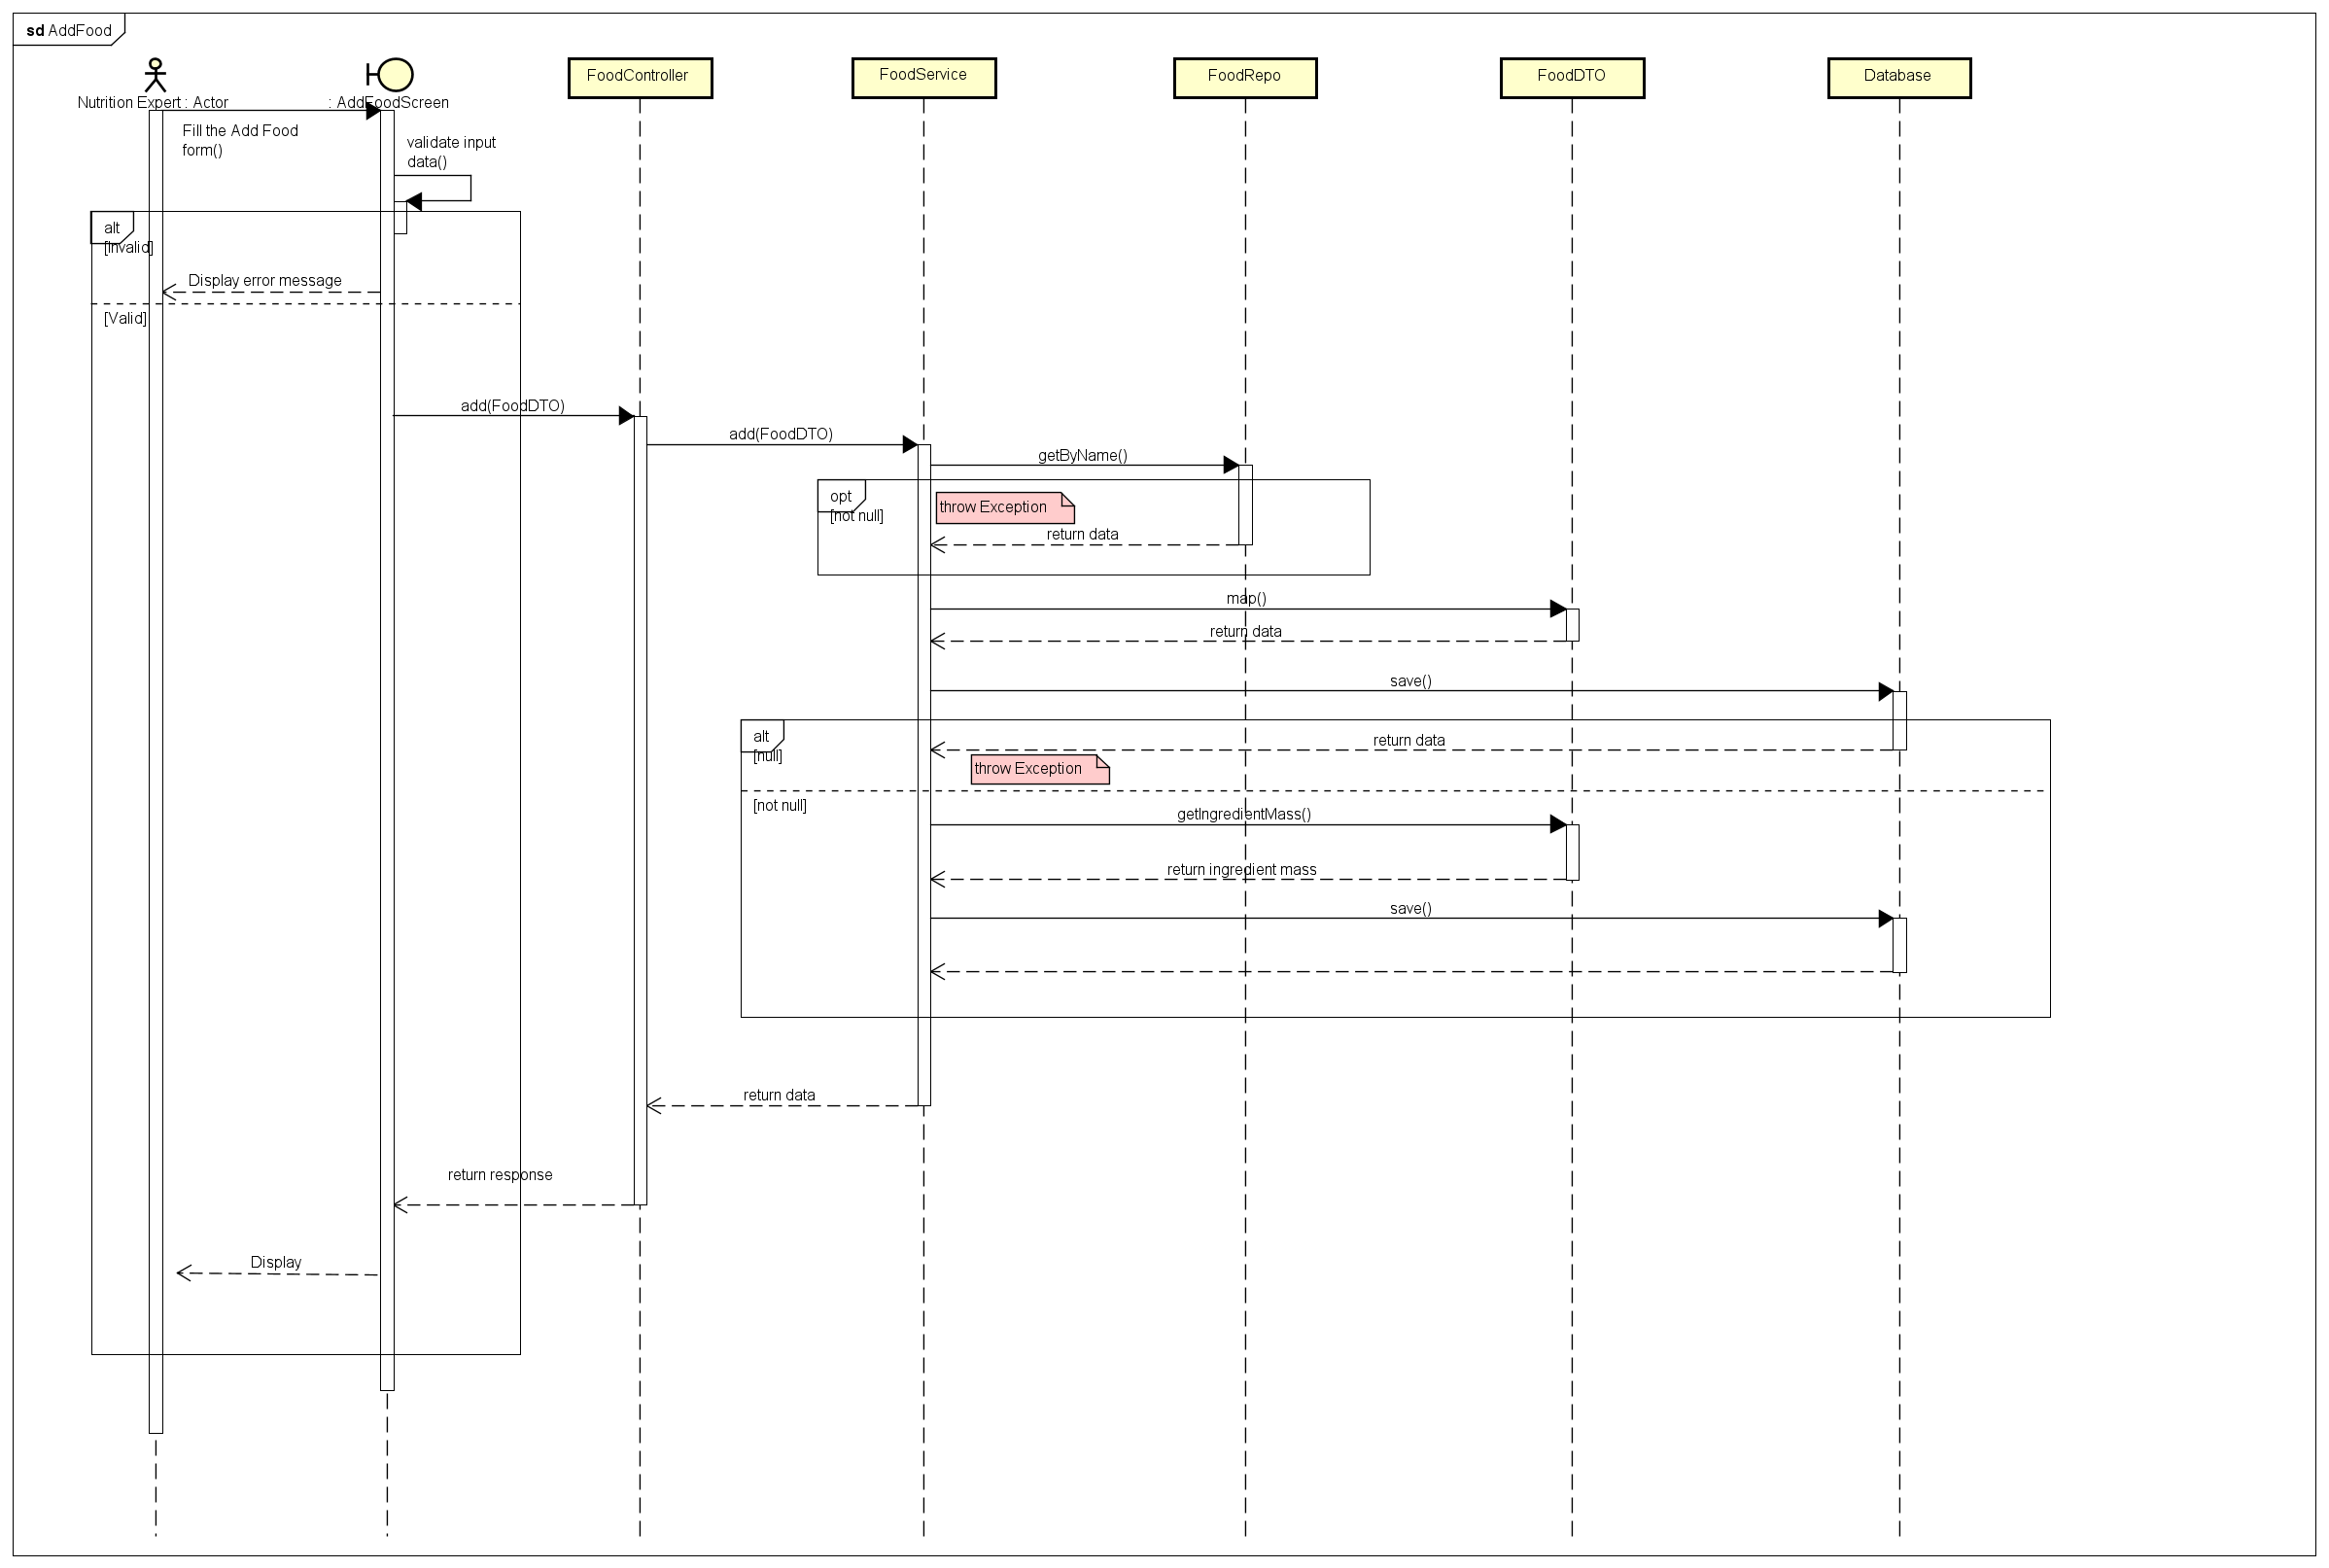 sd AddFood
FoodController
FoodService
FoodRepo
FoodDTO
Database
Nutrition Expert : Actor
: AddFoodScreen
Fill the Add Food
form()
validate input
data()
alt
[Invalid]
Display error message
[Valid]
add(FoodDTO)
add(FoodDTO)
getByName()
opt
[not null]
throw Exception
return data
map()
return data
save()
alt
[null]
return data
throw Exception
[not null]
getIngredientMass()
return ingredient mass
save()
return data
return response
Display